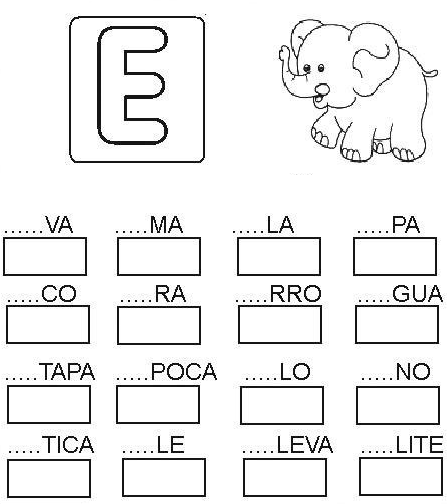 E
.....VA .....MA .....LA .....PA
.....CO .....RA .....RRO .....GUA
.....TAPA .....POCA .....LO .....NO
.....TICA .....LE .....LEVA .....LITE